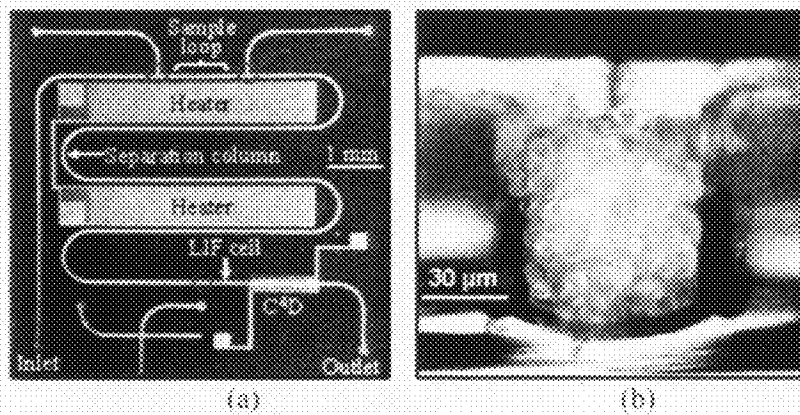 Sample
loop
Heater
Separation column
1 mm
Heater
LIF cell
C⁴D
Inlet
Outlet
30 µm
(a)
(b)